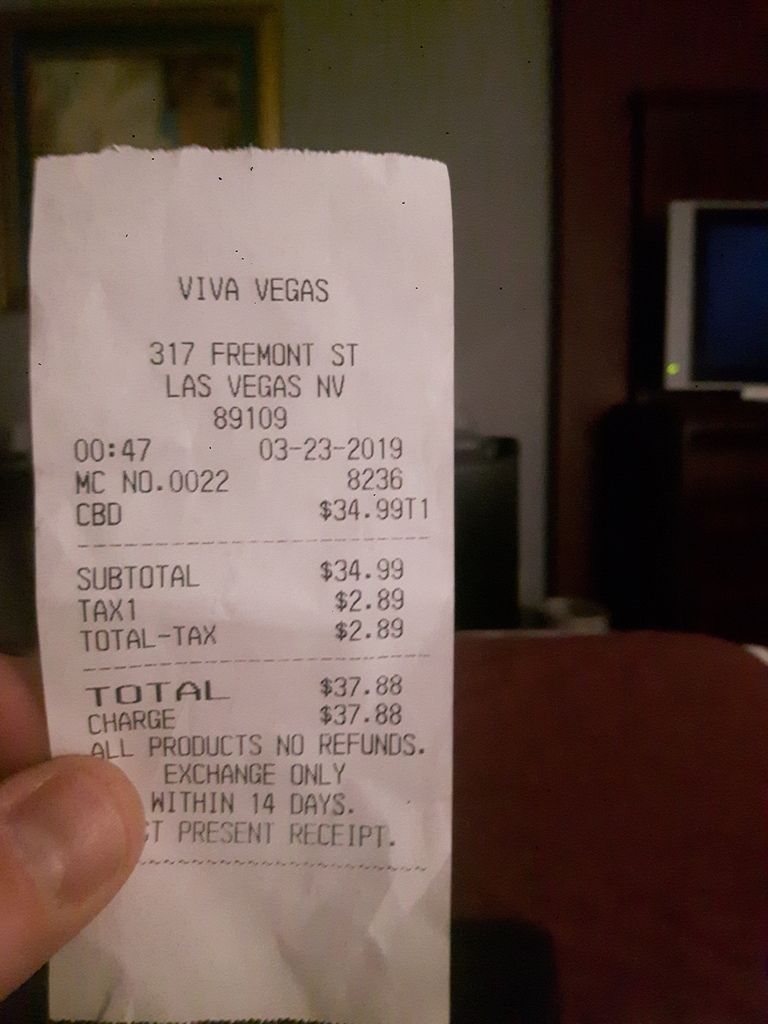 VIVA VEGAS
317 FREMONT ST
LAS VEGAS NV
89109
00:47 03-23-2019
MC NO.0022 8236
CBD $34.99T1
SUBTOTAL $34.99
TAX1 $2.89
TOTAL-TAX $2.89
TOTAL $37.88
CHARGE $37.88
ALL PRODUCTS NO REFUNDS.
EXCHANGE ONLY
WITHIN 14 DAYS.
PRESENT RECEIPT.